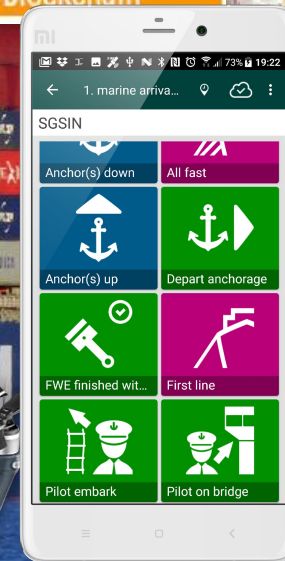 Blockchain
mi
73% 19:22
1. marine arriva...
SGSIN
Anchor(s) down
All fast
Anchor(s) up
Depart anchorage
FWE finished wit...
First line
Pilot embark
Pilot on bridge